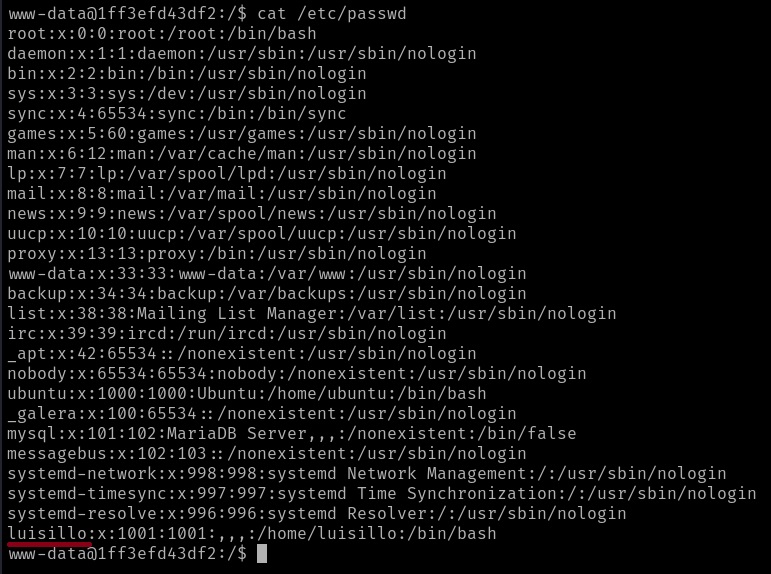 www-data@1ff3efd43df2:/$ cat /etc/passwd
root:x:0:0:root:/root:/bin/bash
daemon:x:1:1:daemon:/usr/sbin:/usr/sbin/nologin
bin:x:2:2:bin:/bin:/usr/sbin/nologin
sys:x:3:3:sys:/dev:/usr/sbin/nologin
sync:x:4:65534:sync:/bin:/bin/sync
games:x:5:60:games:/usr/games:/usr/sbin/nologin
man:x:6:12:man:/var/cache/man:/usr/sbin/nologin
lp:x:7:7:lp:/var/spool/lpd:/usr/sbin/nologin
mail:x:8:8:mail:/var/mail:/usr/sbin/nologin
news:x:9:9:news:/var/spool/news:/usr/sbin/nologin
uucp:x:10:10:uucp:/var/spool/uucp:/usr/sbin/nologin
proxy:x:13:13:proxy:/bin:/usr/sbin/nologin
www-data:x:33:33:www-data:/var/www:/usr/sbin/nologin
backup:x:34:34:backup:/var/backups:/usr/sbin/nologin
list:x:38:38:Mailing List Manager:/var/list:/usr/sbin/nologin
irc:x:39:39:ircd:/run/ircd:/usr/sbin/nologin
_apt:x:42:65534::/nonexistent:/usr/sbin/nologin
nobody:x:65534:65534:nobody:/nonexistent:/usr/sbin/nologin
ubuntu:x:1000:1000:Ubuntu:/home/ubuntu:/bin/bash
_galera:x:100:65534::/nonexistent:/usr/sbin/nologin
mysql:x:101:102:MariaDB Server,,,:/nonexistent:/bin/false
messagebus:x:102:103::/nonexistent:/usr/sbin/nologin
systemd-network:x:998:998:systemd Network Management:/:/usr/sbin/nologin
systemd-timesync:x:997:997:systemd Time Synchronization:/:/usr/sbin/nologin
systemd-resolve:x:996:996:systemd Resolver:/:/usr/sbin/nologin
luisillo:x:1001:1001:,,,:/home/luisillo:/bin/bash
www-data@1ff3efd43df2:/$